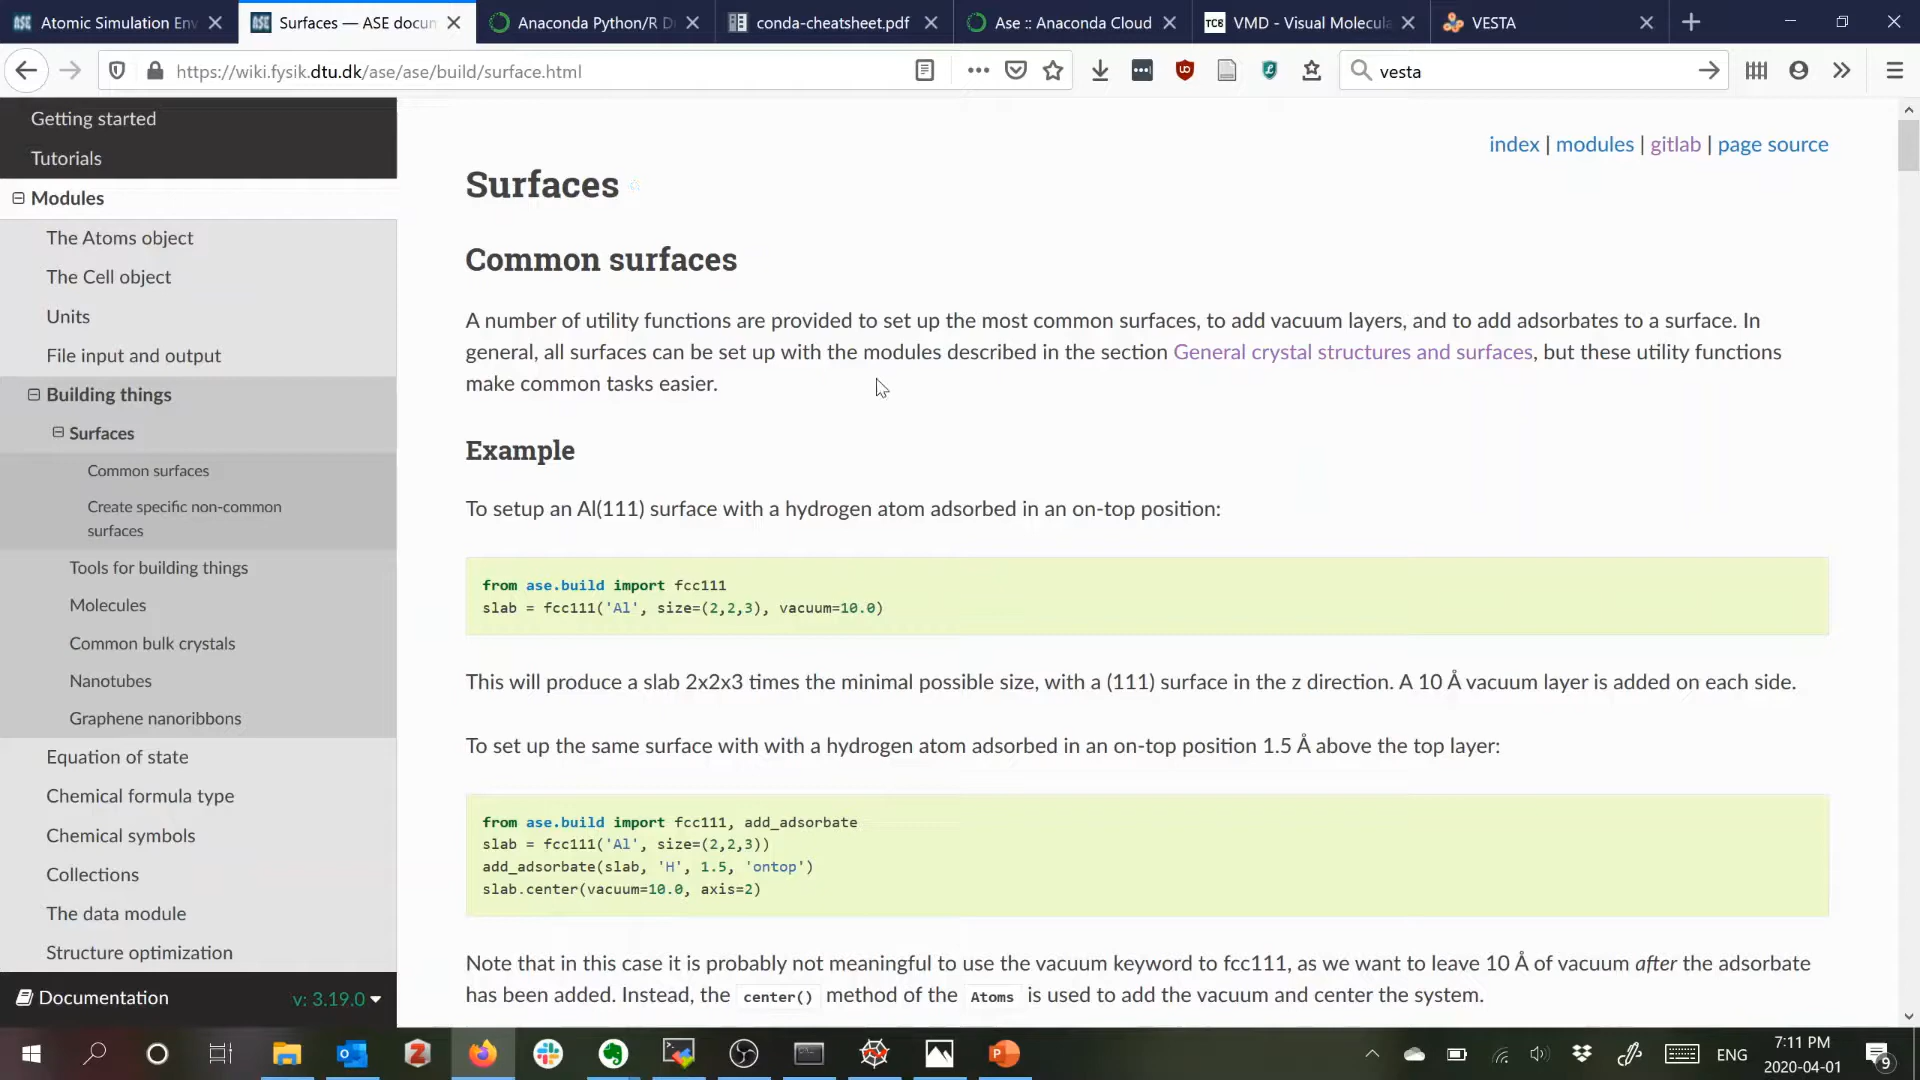 Atomic Simulation Env
Surfaces — ASE docum
Anaconda Python/R D
conda-cheatsheet.pdf
Ase :: Anaconda Cloud
VMD - Visual Molecula
VESTA
https://wiki.fysik.dtu.dk/ase/ase/build/surface.html
vesta
Getting started
Tutorials
Modules
The Atoms object
The Cell object
Units
File input and output
Building things
Surfaces
Common surfaces
Create specific non-common
surfaces
Tools for building things
Molecules
Common bulk crystals
Nanotubes
Graphene nanoribbons
Equation of state
Chemical formula type
Chemical symbols
Collections
The data module
Structure optimization
Documentation
v: 3.19.0
index | modules | gitlab | page source
Surfaces
Common surfaces
A number of utility functions are provided to set up the most common surfaces, to add vacuum layers, and to add adsorbates to a surface. In
general, all surfaces can be set up with the modules described in the section General crystal structures and surfaces, but these utility functions
make common tasks easier.
Example
To setup an Al(111) surface with a hydrogen atom adsorbed in an on-top position:
from ase.build import fcc111
slab = fcc111('Al', size=(2,2,3), vacuum=10.0)
This will produce a slab 2x2x3 times the minimal possible size, with a (111) surface in the z direction. A 10 Å vacuum layer is added on each side.
To set up the same surface with with a hydrogen atom adsorbed in an on-top position 1.5 Å above the top layer:
from ase.build import fcc111, add_adsorbate
slab = fcc111('Al', size=(2,2,3))
add_adsorbate(slab, 'H', 1.5, 'ontop')
slab.center(vacuum=10.0, axis=2)
Note that in this case it is probably not meaningful to use the vacuum keyword to fcc111, as we want to leave 10 Å of vacuum after the adsorbate
has been added. Instead, the center() method of the Atoms is used to add the vacuum and center the system.
ENG
7:11 PM
2020-04-01
9